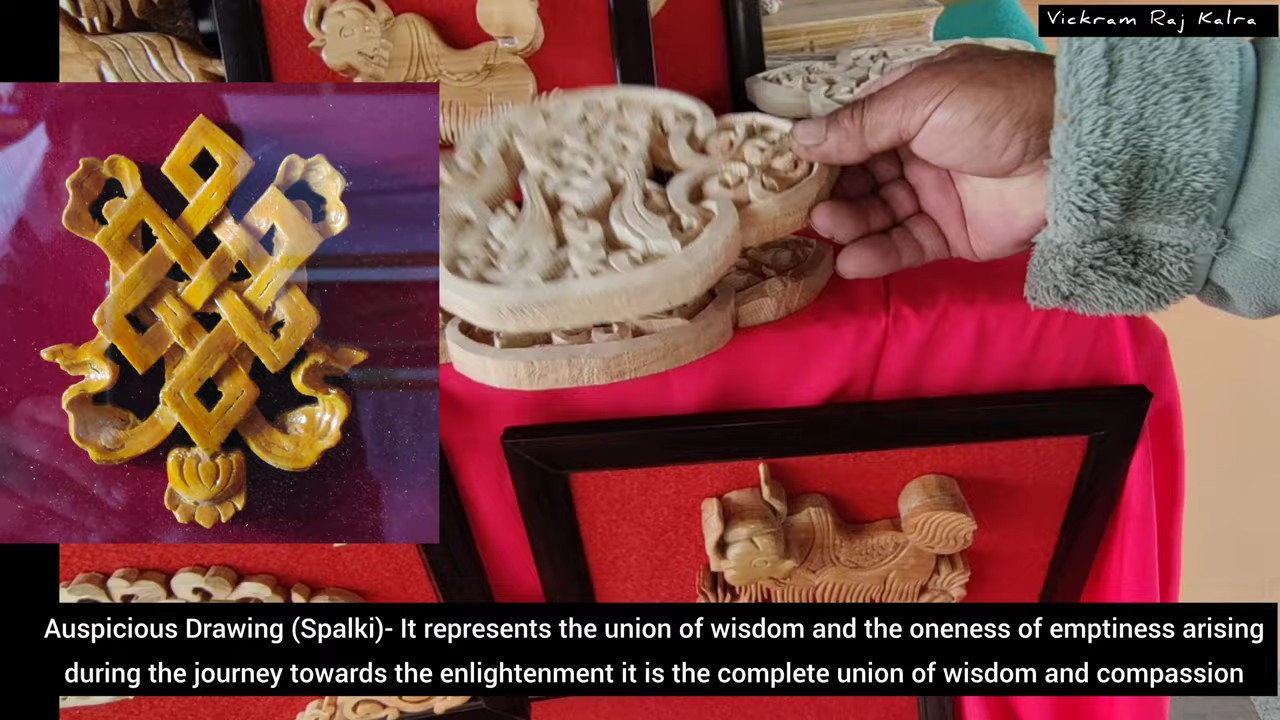 Vickram Raj Kalra
Auspicious Drawing (Spalki)- It represents the union of wisdom and the oneness of emptiness arising
during the journey towards the enlightenment it is the complete union of wisdom and compassion